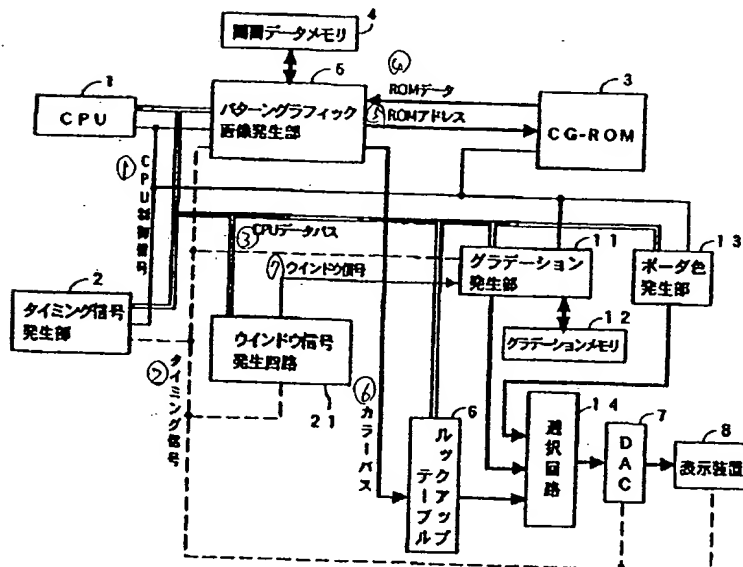 4
画面データメモリ
1
CPU
5
パターングラフィック
画像発生部
④
ROMデータ
⑤
ROMアドレス
3
CG-ROM
①
CPU制御信号
③
CPUデータバス
⑦
ウインドウ信号
11
グラデーション
発生部
13
ボーダ色
発生部
2
タイミング信号
発生部
ウインドウ信号
発生回路
21
12
グラデーションメモリ
②
タイミング信号
⑥
カラーバス
6
ルックアップ
テーブル
14
選択回路
7
DAC
8
表示装置